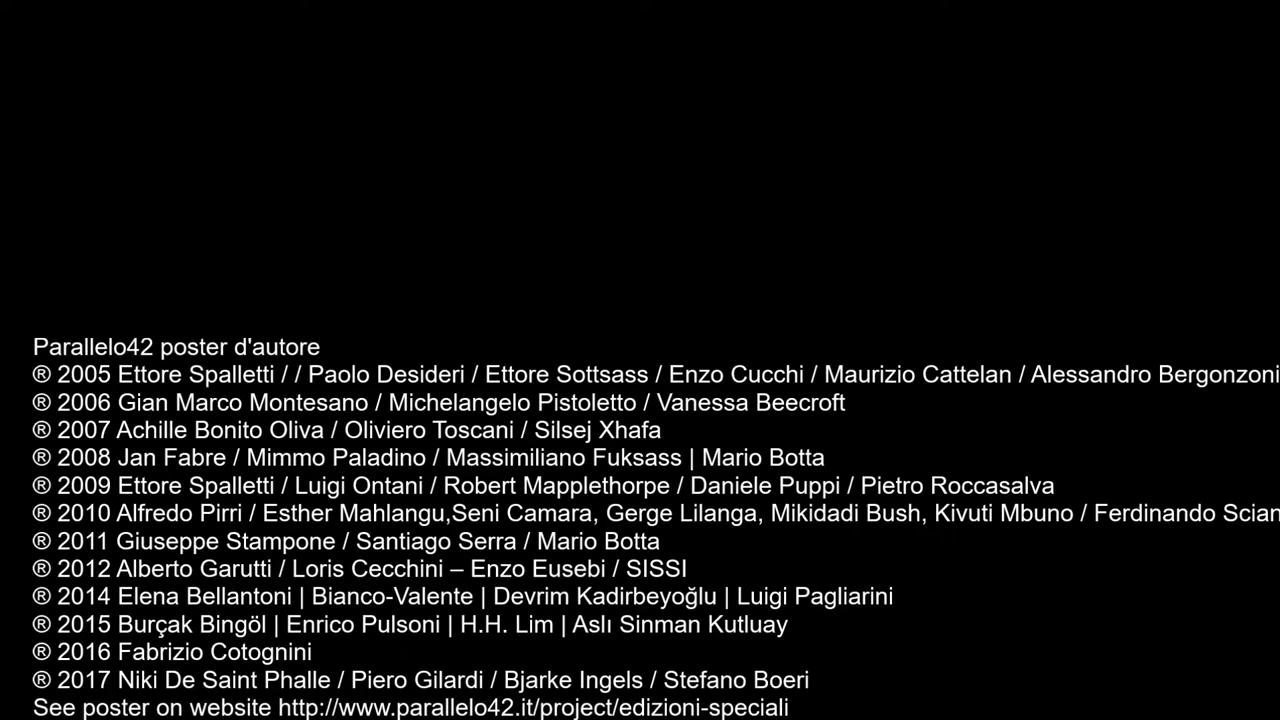 Parallelo42 poster d'autore
® 2005 Ettore Spalletti / / Paolo Desideri / Ettore Sottsass / Enzo Cucchi / Maurizio Cattelan / Alessandro Bergonzoni
® 2006 Gian Marco Montesano / Michelangelo Pistoletto / Vanessa Beecroft
® 2007 Achille Bonito Oliva / Oliviero Toscani / Silsej Xhafa
® 2008 Jan Fabre / Mimmo Paladino / Massimiliano Fuksass | Mario Botta
® 2009 Ettore Spalletti / Luigi Ontani / Robert Mapplethorpe / Daniele Puppi / Pietro Roccasalva
® 2010 Alfredo Pirri / Esther Mahlangu,Seni Camara, Gerge Lilanga, Mikidadi Bush, Kivuti Mbuno / Ferdinando Scian
® 2011 Giuseppe Stampone / Santiago Serra / Mario Botta
® 2012 Alberto Garutti / Loris Cecchini – Enzo Eusebi / SISSI
® 2014 Elena Bellantoni | Bianco-Valente | Devrim Kadirbeyoğlu | Luigi Pagliarini
® 2015 Burçak Bingöl | Enrico Pulsoni | H.H. Lim | Aslı Sinman Kutluay
® 2016 Fabrizio Cotognini
® 2017 Niki De Saint Phalle / Piero Gilardi / Bjarke Ingels / Stefano Boeri
See poster on website http://www.parallelo42.it/project/edizioni-speciali